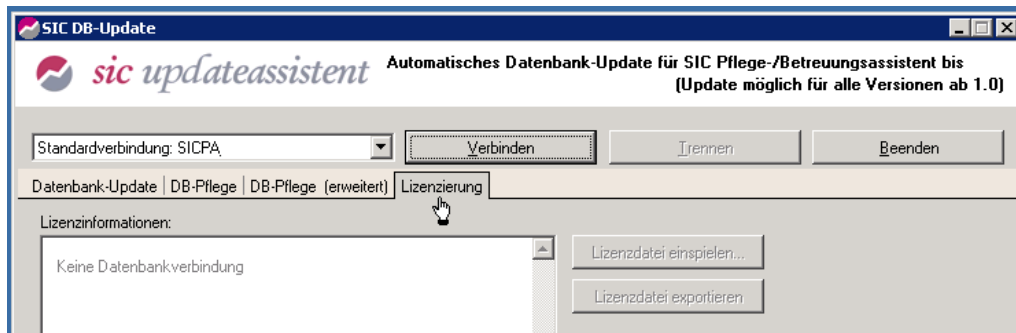 SIC DB-Update
sic updateassistent
Automatisches Datenbank-Update für SIC Pflege-/Betreuungsassistent bis
(Update möglich für alle Versionen ab 1.0)
Standardverbindung: SICPA
Verbinden
Trennen
Beenden
Datenbank-Update
DB-Pflege
DB-Pflege (erweitert)
Lizenzierung
Lizenzinformationen:
Keine Datenbankverbindung
Lizenzdatei einspielen...
Lizenzdatei exportieren